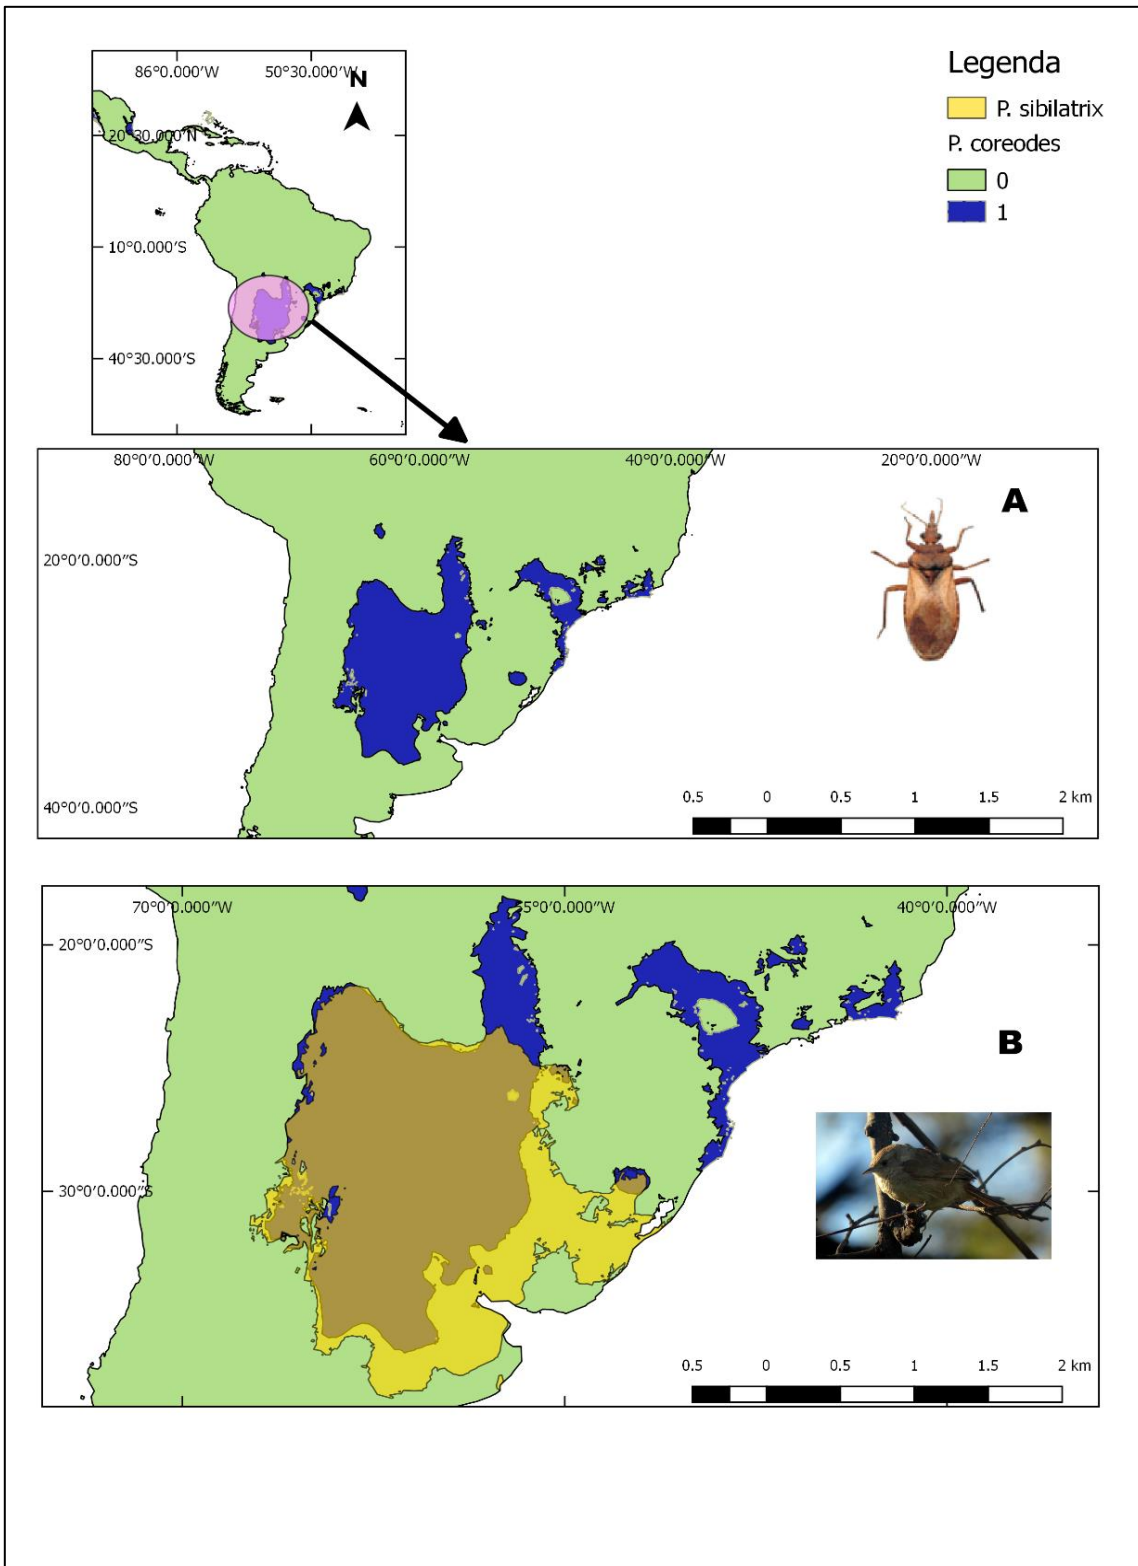 86°0.000'W 50°30.000'W
N
20°30.000'N
10°0.000'S
40°30.000'S
Legenda
P. sibilatrix
P. coreodes
0
1
80°0'0.000"W 60°0'0.000"W 40°0'0.000"W 20°0'0.000"W
A
20°0'0.000"S
40°0'0.000"S
0.5 0 0.5 1 1.5 2 km
70°0'0.000"W 55°0'0.000"W 40°0'0.000"W
20°0'0.000"S
B
30°0'0.000"S
0.5 0 0.5 1 1.5 2 km